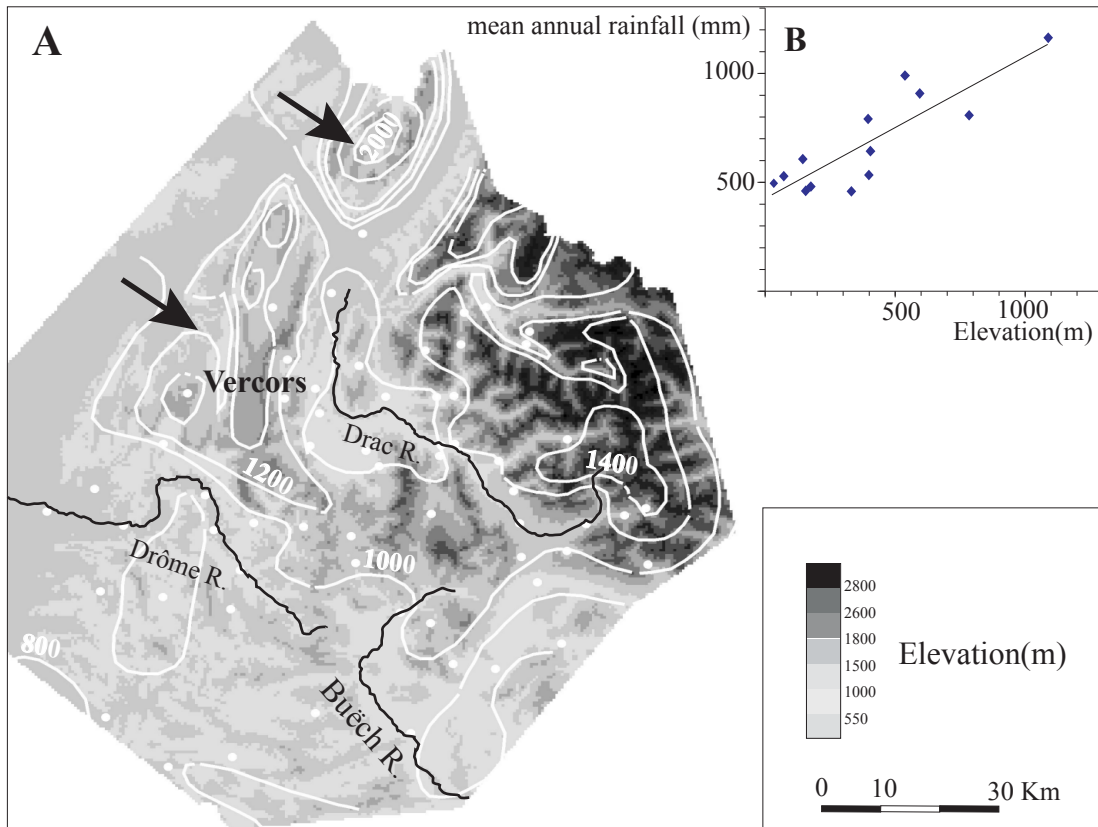 A
mean annual rainfall (mm)
B
1000
500
500
1000
Elevation(m)
2000
Vercors
Drac R.
1400
1200
1000
Drôme R.
800
Buëch R.
2800
2600
1800
1500
1000
550
Elevation(m)
0 10 30 Km